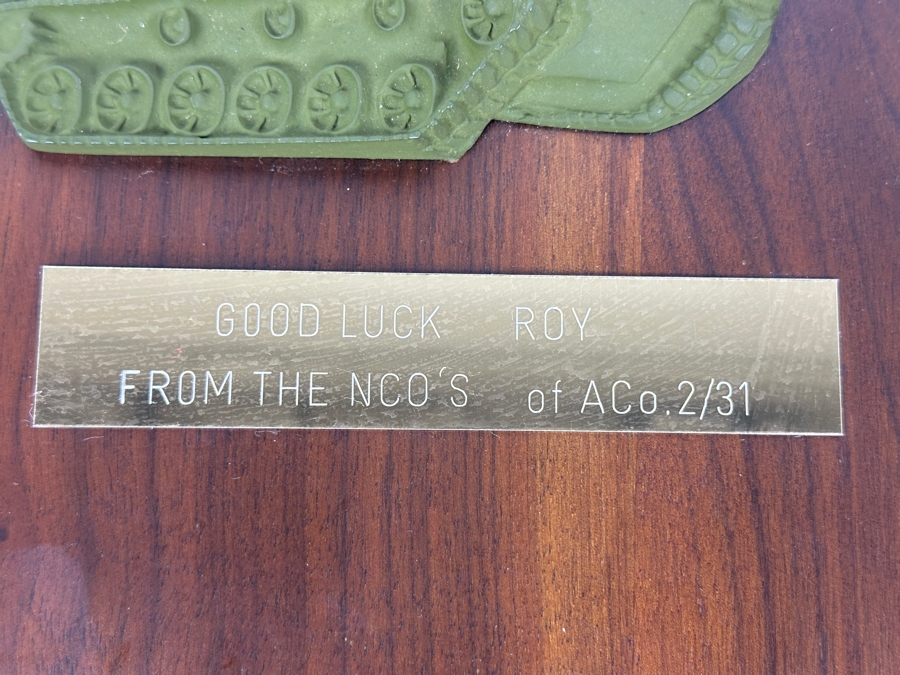 GOOD LUCK ROY
FROM THE NCO'S of ACo.2/31